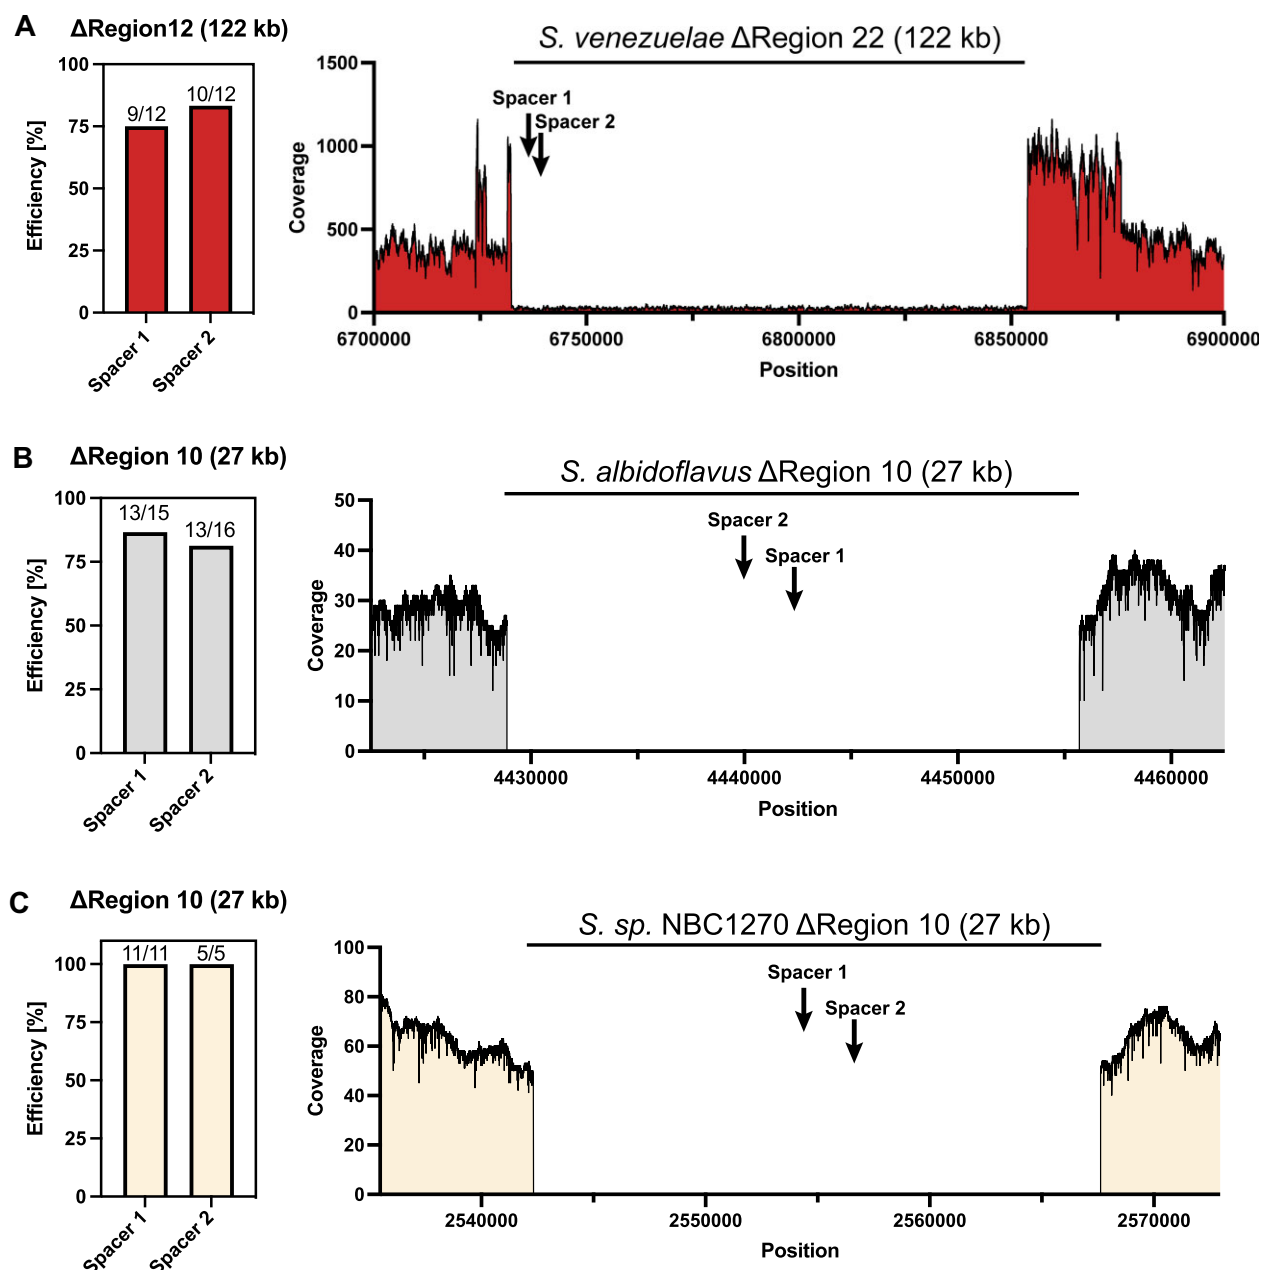 A
ΔRegion12 (122 kb)
S. venezuelae ΔRegion 22 (122 kb)
100
75
50
25
0
Efficiency [%]
9/12
10/12
Spacer 1
Spacer 2
1500
1000
500
0
Coverage
Spacer 1
Spacer 2
6700000
6750000
6800000
6850000
6900000
Position
B
ΔRegion 10 (27 kb)
S. albidoflavus ΔRegion 10 (27 kb)
100
75
50
25
0
Efficiency [%]
13/15
13/16
Spacer 1
Spacer 2
50
40
30
20
10
0
Coverage
Spacer 2
Spacer 1
4430000
4440000
4450000
4460000
Position
C
ΔRegion 10 (27 kb)
S. sp. NBC1270 ΔRegion 10 (27 kb)
100
75
50
25
0
Efficiency [%]
11/11
5/5
Spacer 1
Spacer 2
100
80
60
40
20
0
Coverage
Spacer 1
Spacer 2
2540000
2550000
2560000
2570000
Position